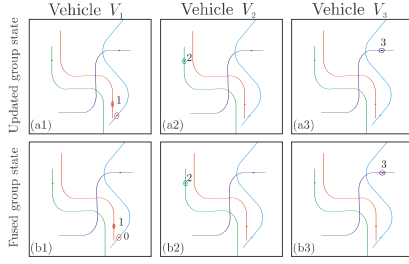 Vehicle V1
Vehicle V2
Vehicle V3
Updated group state
1
(a1)
2
(a2)
3
(a3)
Fused group state
1
0
(b1)
2
(b2)
3
(b3)